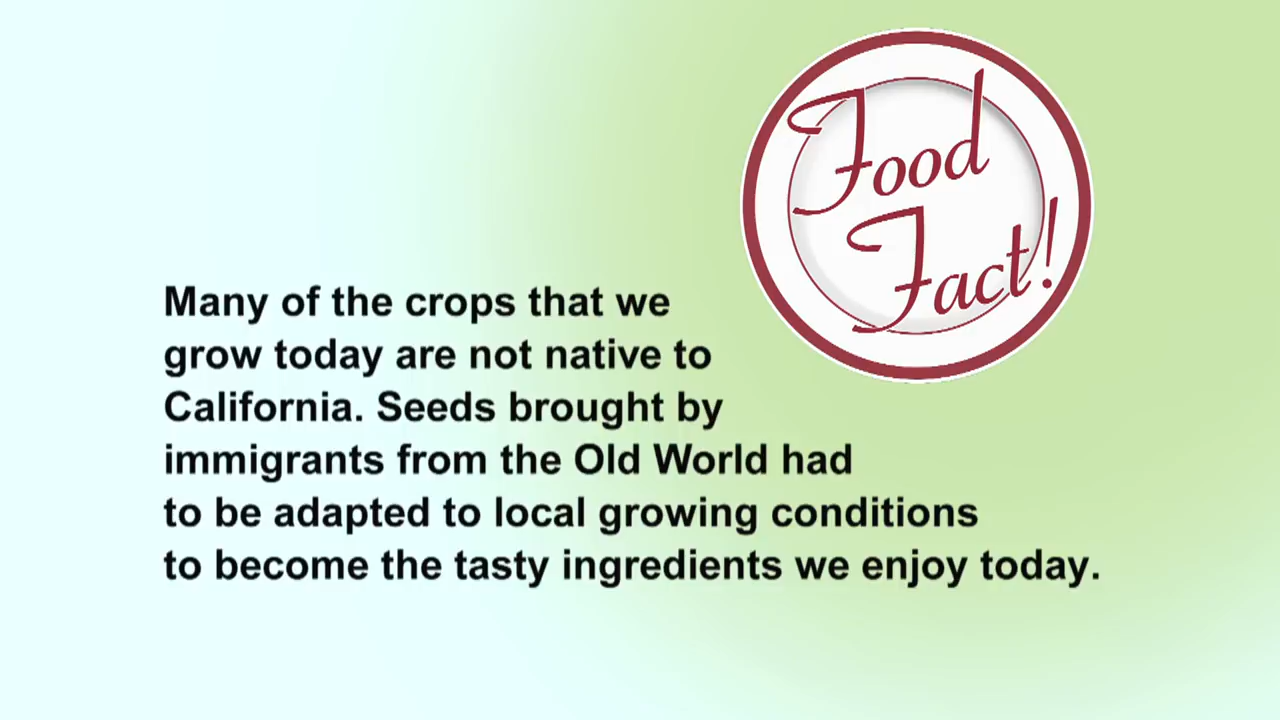 Food
Fact!
Many of the crops that we
grow today are not native to
California. Seeds brought by
immigrants from the Old World had
to be adapted to local growing conditions
to become the tasty ingredients we enjoy today.